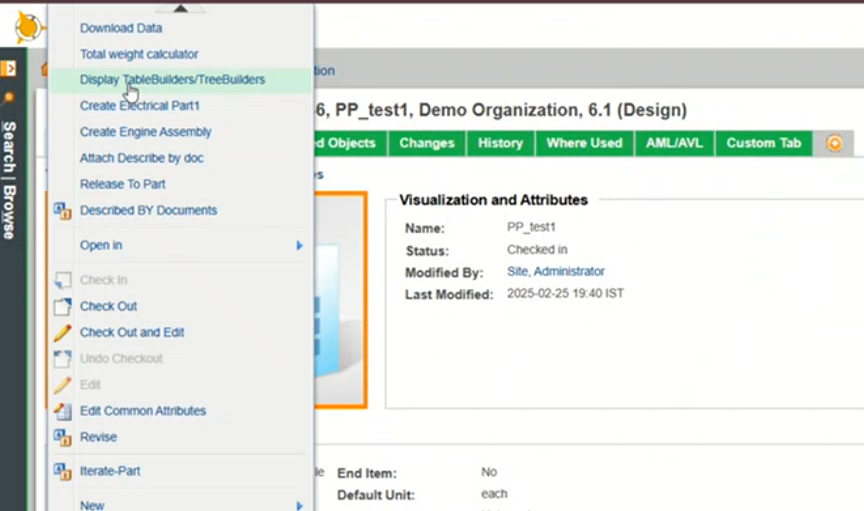 Download Data
Total weight calculator
Display TableBuilders/TreeBuilders
Create Electrical Part1
Create Engine Assembly
Attach Describe by doc
Release To Part
Described BY Documents
Open in
Check In
Check Out
Check Out and Edit
Undo Checkout
Edit
Edit Common Attributes
Revise
Iterate-Part
New
Search | Browse
6, PP_test1, Demo Organization, 6.1 (Design)
Objects Changes History Where Used AML/AVL Custom Tab
Visualization and Attributes
Name: PP_test1
Status: Checked in
Modified By: Site, Administrator
Last Modified: 2025-02-25 19:40 IST
End Item: No
Default Unit: each